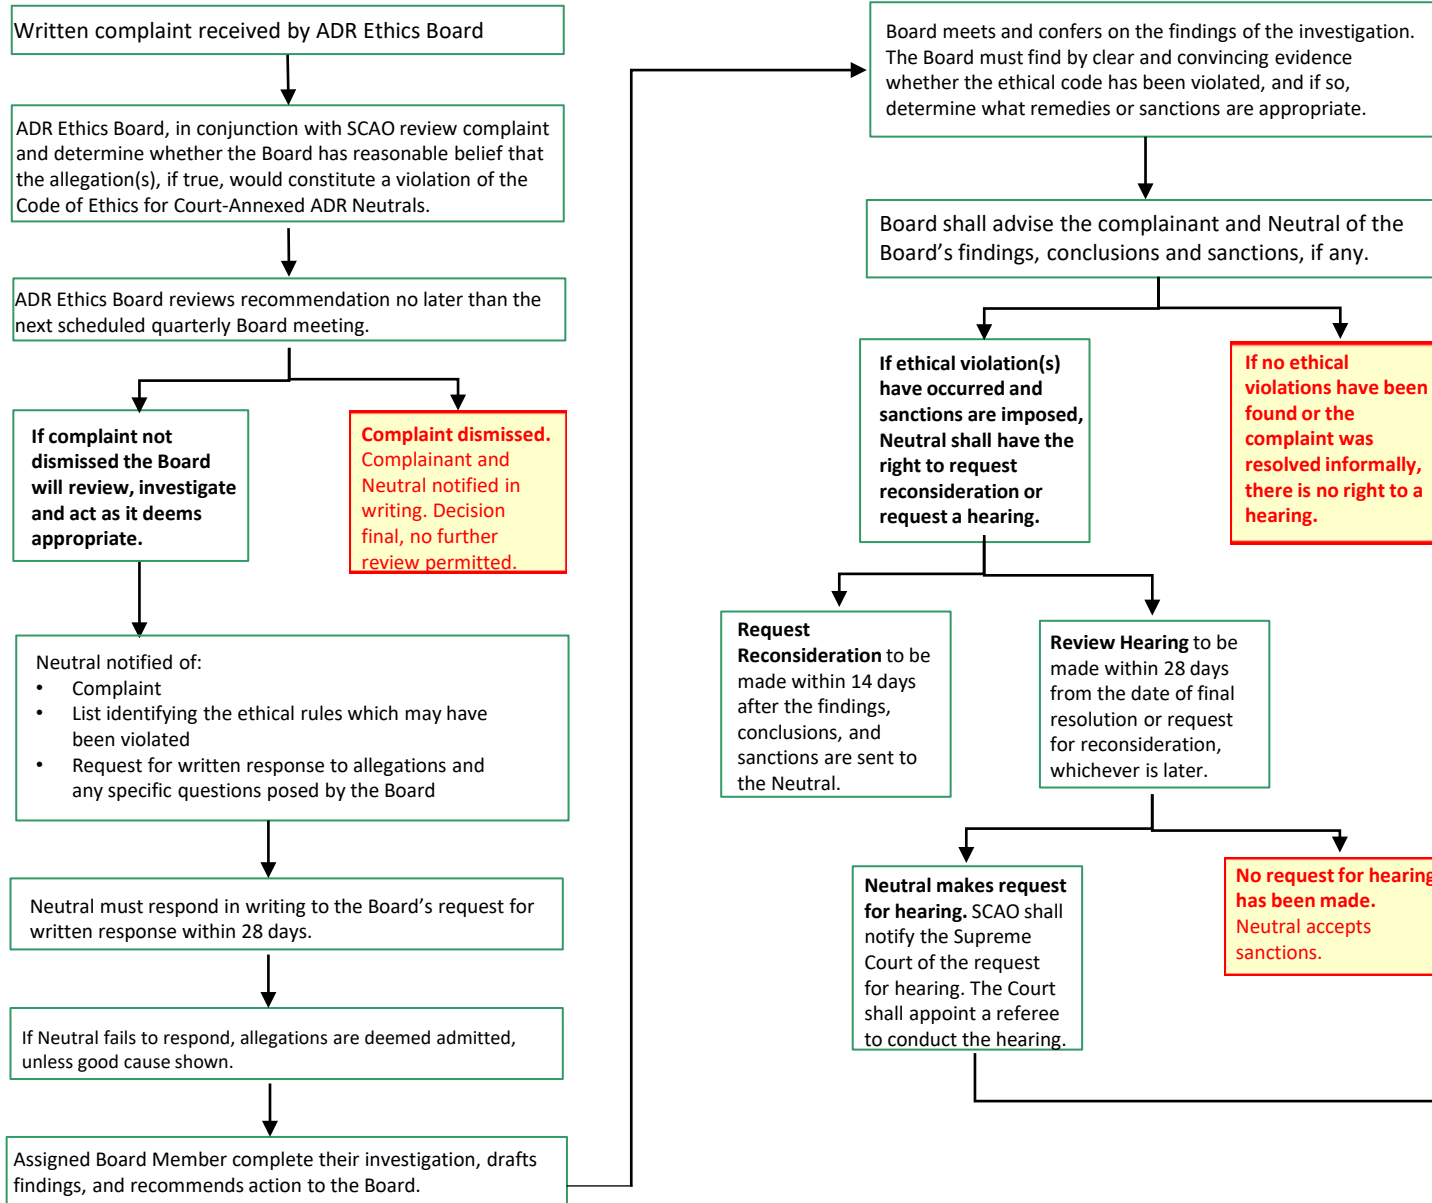 Written complaint received by ADR Ethics Board
ADR Ethics Board, in conjunction with SCAO review complaint
and determine whether the Board has reasonable belief that
the allegation(s), if true, would constitute a violation of the
Code of Ethics for Court-Annexed ADR Neutrals.
ADR Ethics Board reviews recommendation no later than the
next scheduled quarterly Board meeting.
If complaint not
dismissed the Board
will review, investigate
and act as it deems
appropriate.
Complaint dismissed.
Complainant and
Neutral notified in
writing. Decision
final, no further
review permitted.
Neutral notified of:
• Complaint
• List identifying the ethical rules which may have
been violated
• Request for written response to allegations and
any specific questions posed by the Board
Neutral must respond in writing to the Board's request for
written response within 28 days.
If Neutral fails to respond, allegations are deemed admitted,
unless good cause shown.
Assigned Board Member complete their investigation, drafts
findings, and recommends action to the Board.
Board meets and confers on the findings of the investigation.
The Board must find by clear and convincing evidence
whether the ethical code has been violated, and if so,
determine what remedies or sanctions are appropriate.
Board shall advise the complainant and Neutral of the
Board's findings, conclusions and sanctions, if any.
If ethical violation(s)
have occurred and
sanctions are imposed,
Neutral shall have the
right to request
reconsideration or
request a hearing.
If no ethical
violations have been
found or the
complaint was
resolved informally,
there is no right to a
hearing.
Request
Reconsideration to be
made within 14 days
after the findings,
conclusions, and
sanctions are sent to
the Neutral.
Review Hearing to be
made within 28 days
from the date of final
resolution or request
for reconsideration,
whichever is later.
Neutral makes request
for hearing. SCAO shall
notify the Supreme
Court of the request
for hearing. The Court
shall appoint a referee
to conduct the hearing.
No request for hearing
has been made.
Neutral accepts
sanctions.